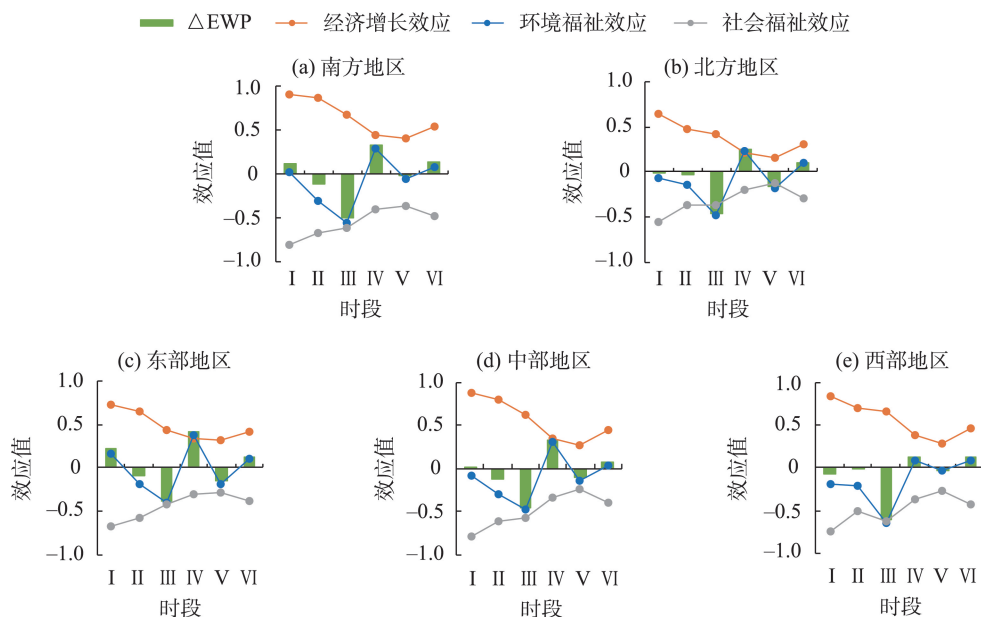 △EWP 经济增长效应 环境福祉效应 社会福祉效应
(a) 南方地区
1.0
0.5
0
−0.5
−1.0
效应值
I II III IV V VI
时段
(b) 北方地区
1.0
0.5
0
−0.5
−1.0
效应值
I II III IV V VI
时段
(c) 东部地区
1.0
0.5
0
−0.5
−1.0
效应值
I II III IV V VI
时段
(d) 中部地区
1.0
0.5
0
−0.5
−1.0
效应值
I II III IV V VI
时段
(e) 西部地区
1.0
0.5
0
−0.5
−1.0
效应值
I II III IV V VI
时段